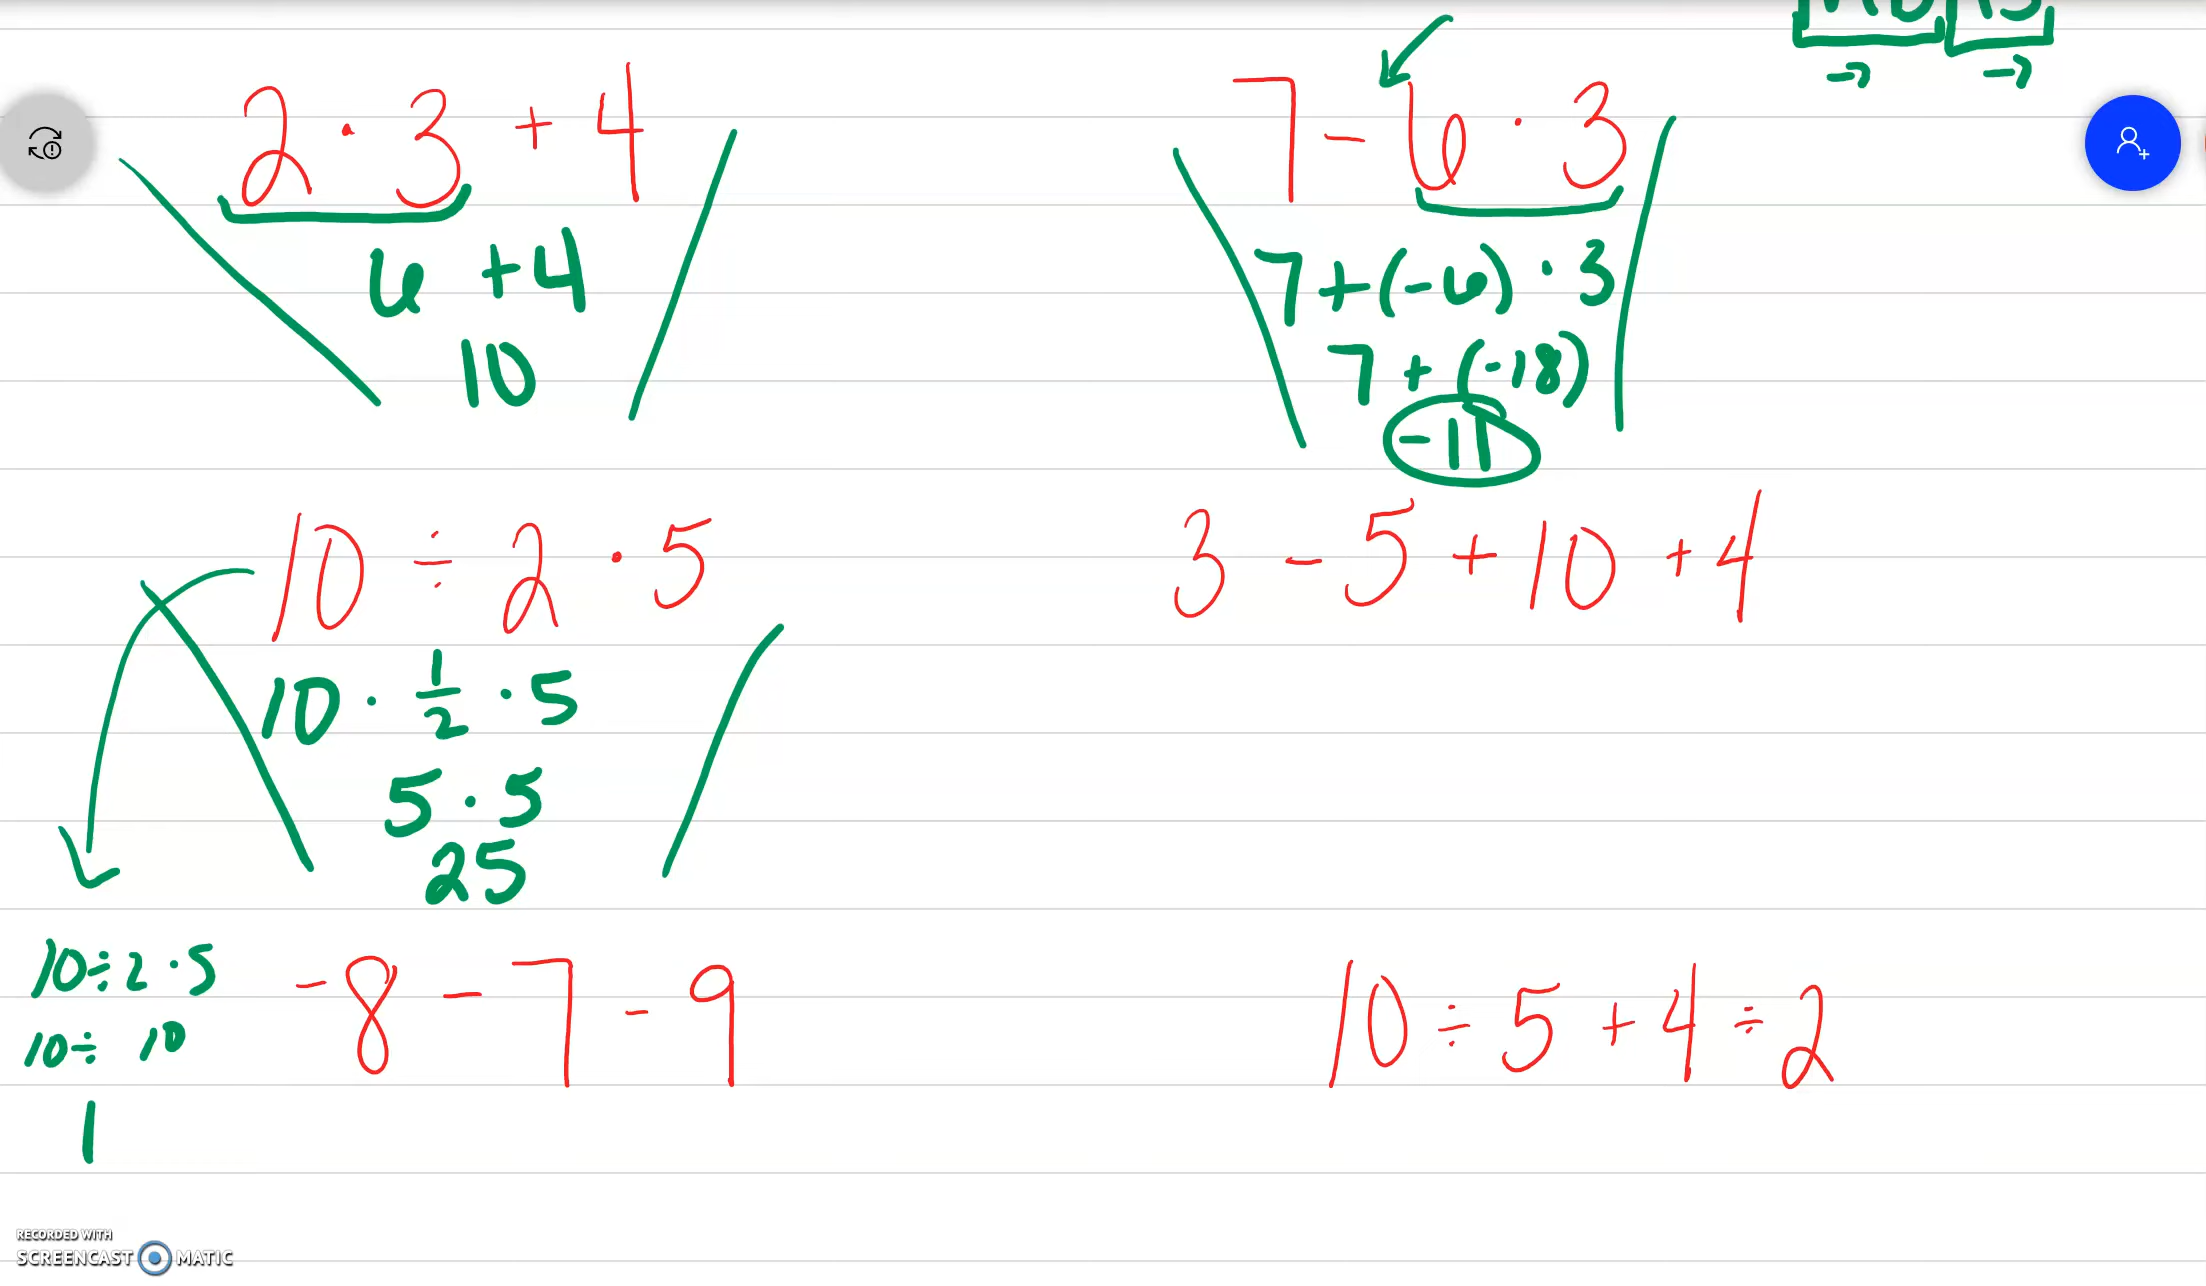 2 · 3 + 4
6 + 4
10
7 - 6 · 3
7 + (-6) · 3
7 + (-18)
-11
10 ÷ 2 · 5
10 · 1/2 · 5
5 · 5
25
3 - 5 + 10 + 4
10 ÷ 2 · 5
10 ÷ 10
1
-8 - 7 - 9
10 ÷ 5 + 4 ÷ 2
RECORDED WITH
SCREENCAST MATIC